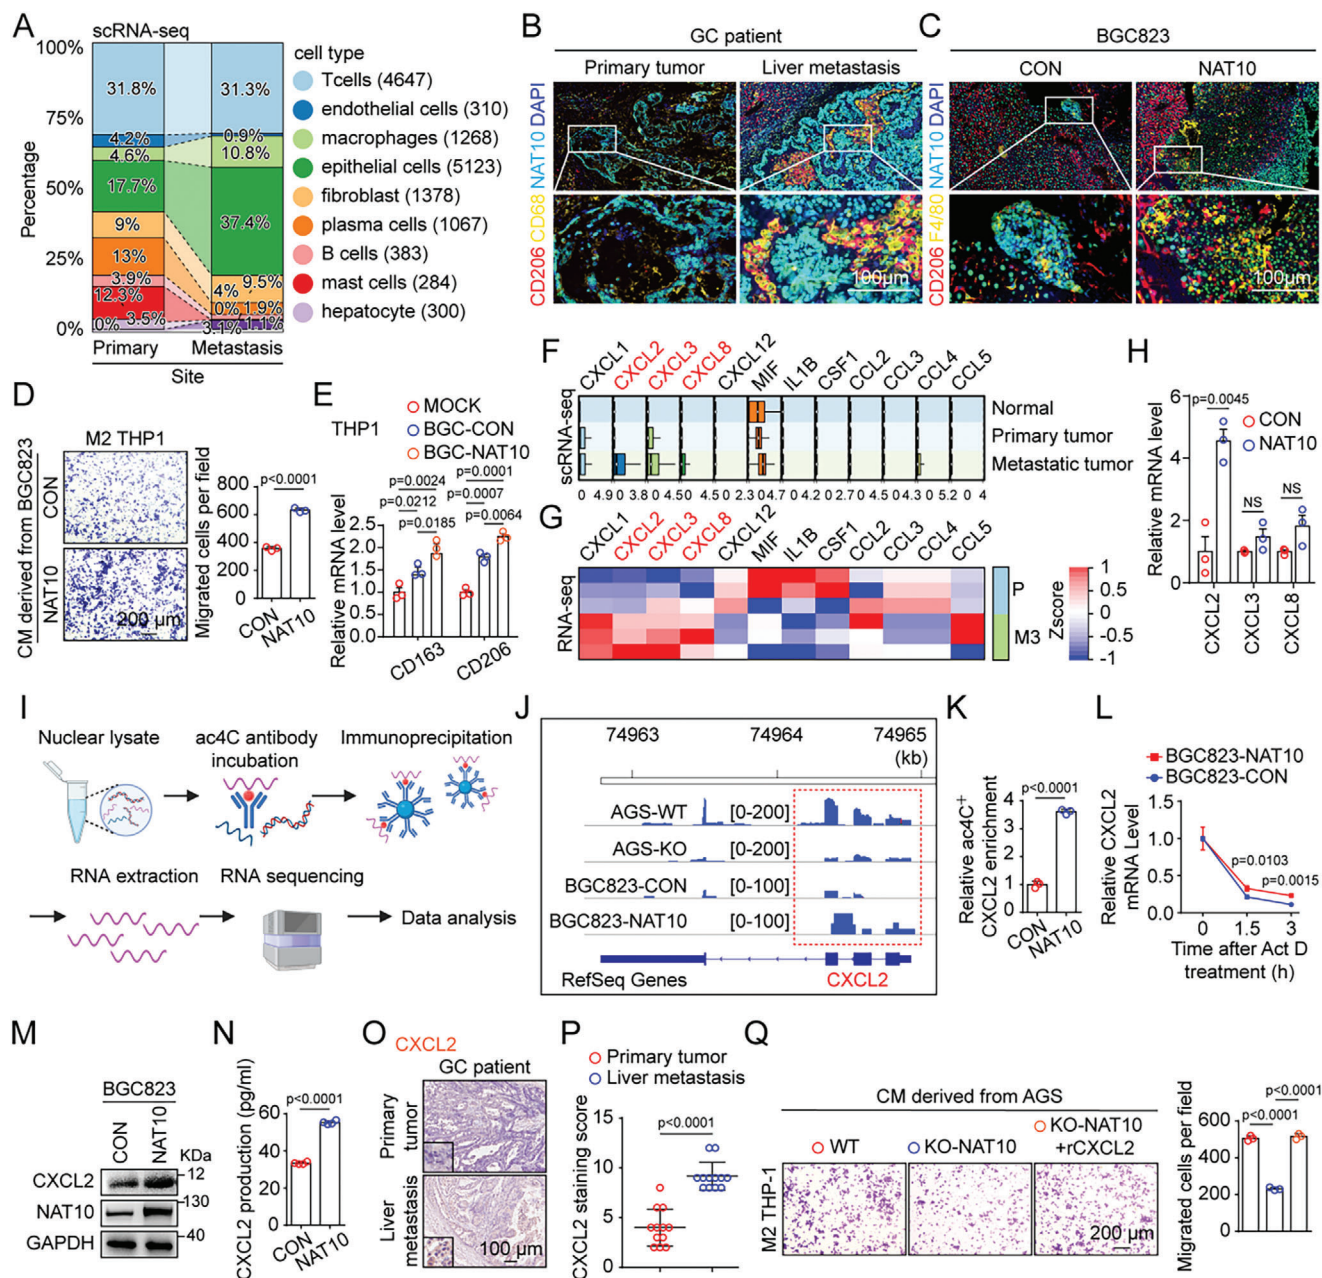 A
scRNA-seq
100%
75%
50%
25%
0%
Percentage
31.8%
4.2%
4.6%
17.7%
9%
13%
3.9%
12.3%
0%
3.5%
31.3%
0.9%
10.8%
37.4%
9.5%
4%
0%
1.9%
3.1%
1.1%
Primary
Metastasis
Site
cell type
Tcells (4647)
endothelial cells (310)
macrophages (1268)
epithelial cells (5123)
fibroblast (1378)
plasma cells (1067)
B cells (383)
mast cells (284)
hepatocyte (300)
B
GC patient
Primary tumor
Liver metastasis
CD206 CD68 NAT10 DAPI
100μm
C
BGC823
CON
NAT10
CD206 F4/80 NAT10 DAPI
100μm
D
M2 THP1
CM derived from BGC823
CON
NAT10
200 μm
Migrated cells per field
800
600
400
200
0
p<0.0001
CON
NAT10
E
THP1
MOCK
BGC-CON
BGC-NAT10
Relative mRNA level
2.5
2.0
1.5
1.0
0.5
0.0
p=0.0024
p=0.0212
p=0.0185
p=0.0001
p=0.0007
p=0.0064
CD163
CD206
F
CXCL1
CXCL2
CXCL3
CXCL8
CXCL12
MIF
IL1B
CSF1
CCL2
CCL3
CCL4
CCL5
scRNA-seq
Normal
Primary tumor
Metastatic tumor
0 4.9 0 3.8 0 4.5 0 4.5 0 2.3 0 4.7 0 4.2 0 2.7 0 4.5 0 4.3 0 5.2 0 4
G
CXCL1
CXCL2
CXCL3
CXCL8
CXCL12
MIF
IL1B
CSF1
CCL2
CCL3
CCL4
CCL5
RNA-seq
P
M3
Zscore
1
0.5
0
-0.5
-1
H
Relative mRNA level
6
4
2
0
p=0.0045
CON
NAT10
NS
NS
CXCL2
CXCL3
CXCL8
I
Nuclear lysate
ac4C antibody
incubation
Immunoprecipitation
RNA extraction
RNA sequencing
Data analysis
J
74963
74964
74965
(kb)
AGS-WT
[0-200]
AGS-KO
[0-200]
BGC823-CON
[0-100]
BGC823-NAT10
[0-100]
RefSeq Genes
CXCL2
K
Relative ac4C+
CXCL2 enrichment
4
3
2
1
0
p<0.0001
CON
NAT10
L
BGC823-NAT10
BGC823-CON
Relative CXCL2
mRNA Level
1.5
1.0
0.5
0.0
p=0.0103
p=0.0015
0
1.5
3
Time after Act D
treatment (h)
M
BGC823
CON
NAT10
KDa
CXCL2
12
NAT10
130
GAPDH
40
N
CXCL2 production (pg/ml)
60
40
20
0
p<0.0001
CON
NAT10
O
CXCL2
GC patient
Primary
tumor
Liver
metastasis
100 μm
P
Primary tumor
Liver metastasis
CXCL2 staining score
15
10
5
0
p<0.0001
Q
CM derived from AGS
WT
KO-NAT10
KO-NAT10
+rCXCL2
M2 THP-1
200 μm
Migrated cells per field
600
400
200
0
p<0.0001
p<0.0001